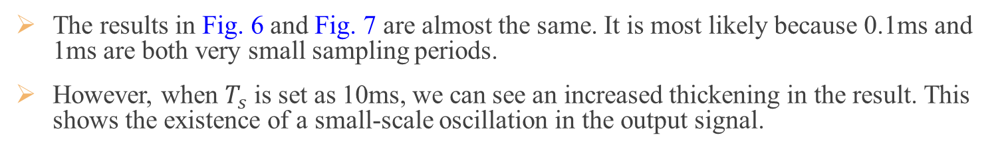 The results in Fig. 6 and Fig. 7 are almost the same. It is most likely because 0.1ms and
1ms are both very small sampling periods.
However, when Tₛ is set as 10ms, we can see an increased thickening in the result. This
shows the existence of a small-scale oscillation in the output signal.